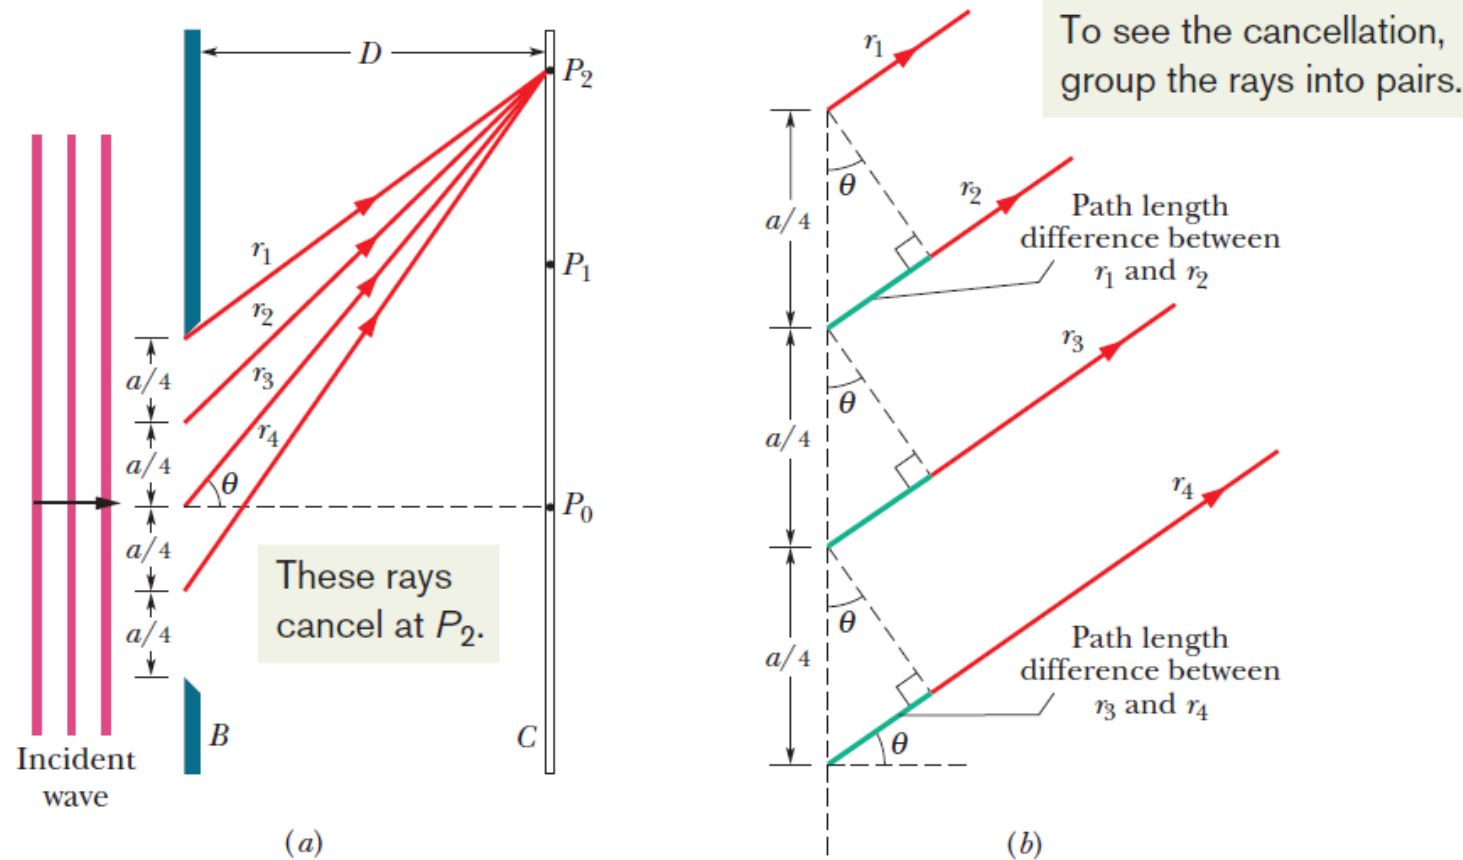 D
P2
r1
P1
r2
a/4
r3
r4
a/4
θ
P0
a/4
These rays
cancel at P2.
a/4
B
C
Incident
wave
(a)
To see the cancellation,
group the rays into pairs.
r1
θ
r2
a/4
Path length
difference between
r1 and r2
r3
θ
a/4
r4
θ
a/4
Path length
difference between
r3 and r4
θ
(b)